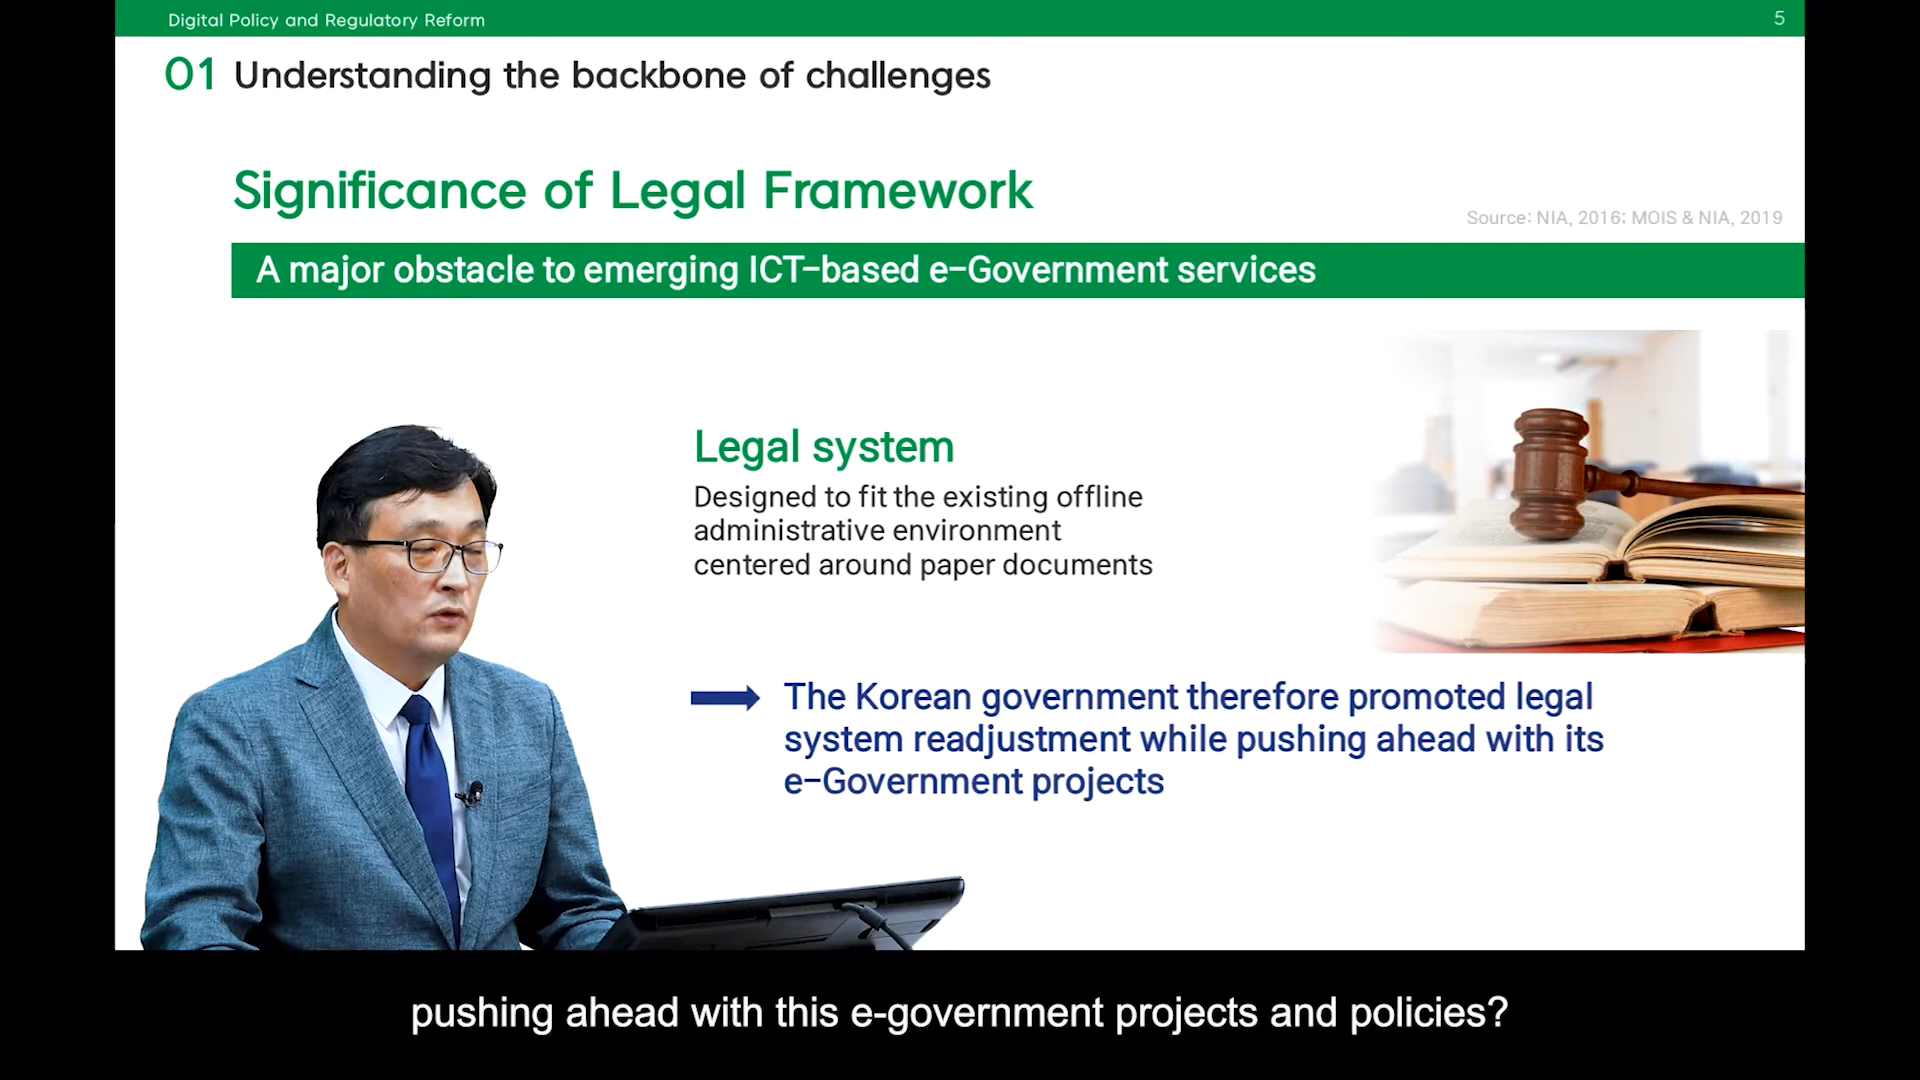 Digital Policy and Regulatory Reform
5
01 Understanding the backbone of challenges
Significance of Legal Framework
Source: NIA, 2016; MOIS & NIA, 2019
A major obstacle to emerging ICT-based e-Government services
Legal system
Designed to fit the existing offline
administrative environment
centered around paper documents
The Korean government therefore promoted legal
system readjustment while pushing ahead with its
e-Government projects
pushing ahead with this e-government projects and policies?